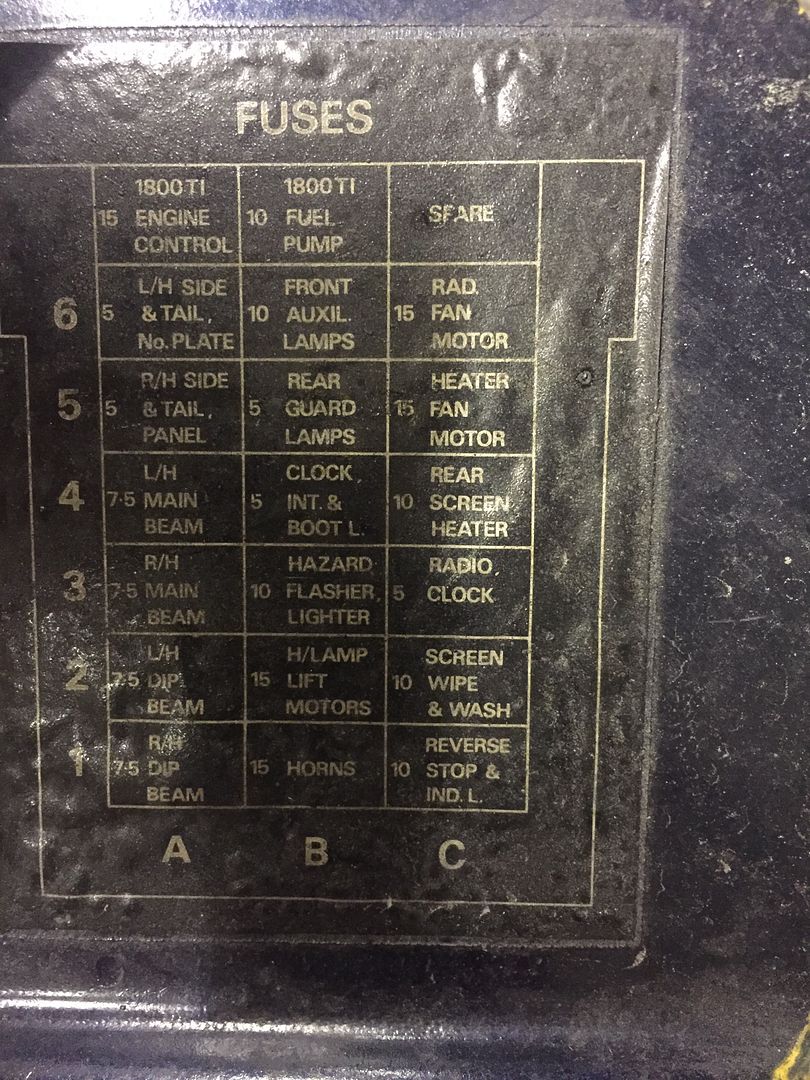 FUSES
1800 TI 1800 TI
15 ENGINE 10 FUEL SPARE
CONTROL PUMP
L/H SIDE FRONT RAD.
6 5 & TAIL, 10 AUXIL. 15 FAN
No. PLATE LAMPS MOTOR
R/H SIDE REAR HEATER
5 5 & TAIL, 5 GUARD 15 FAN
PANEL LAMPS MOTOR
L/H CLOCK, REAR
4 7·5 MAIN 5 INT. & 10 SCREEN
BEAM BOOT L. HEATER
R/H HAZARD RADIO
3 7·5 MAIN 10 FLASHER, 5 CLOCK
BEAM LIGHTER
L/H H/LAMP SCREEN
2 7·5 DIP 15 LIFT 10 WIPE
BEAM MOTORS & WASH
R/H REVERSE
1 7·5 DIP 15 HORNS 10 STOP &
BEAM IND. L.
A B C